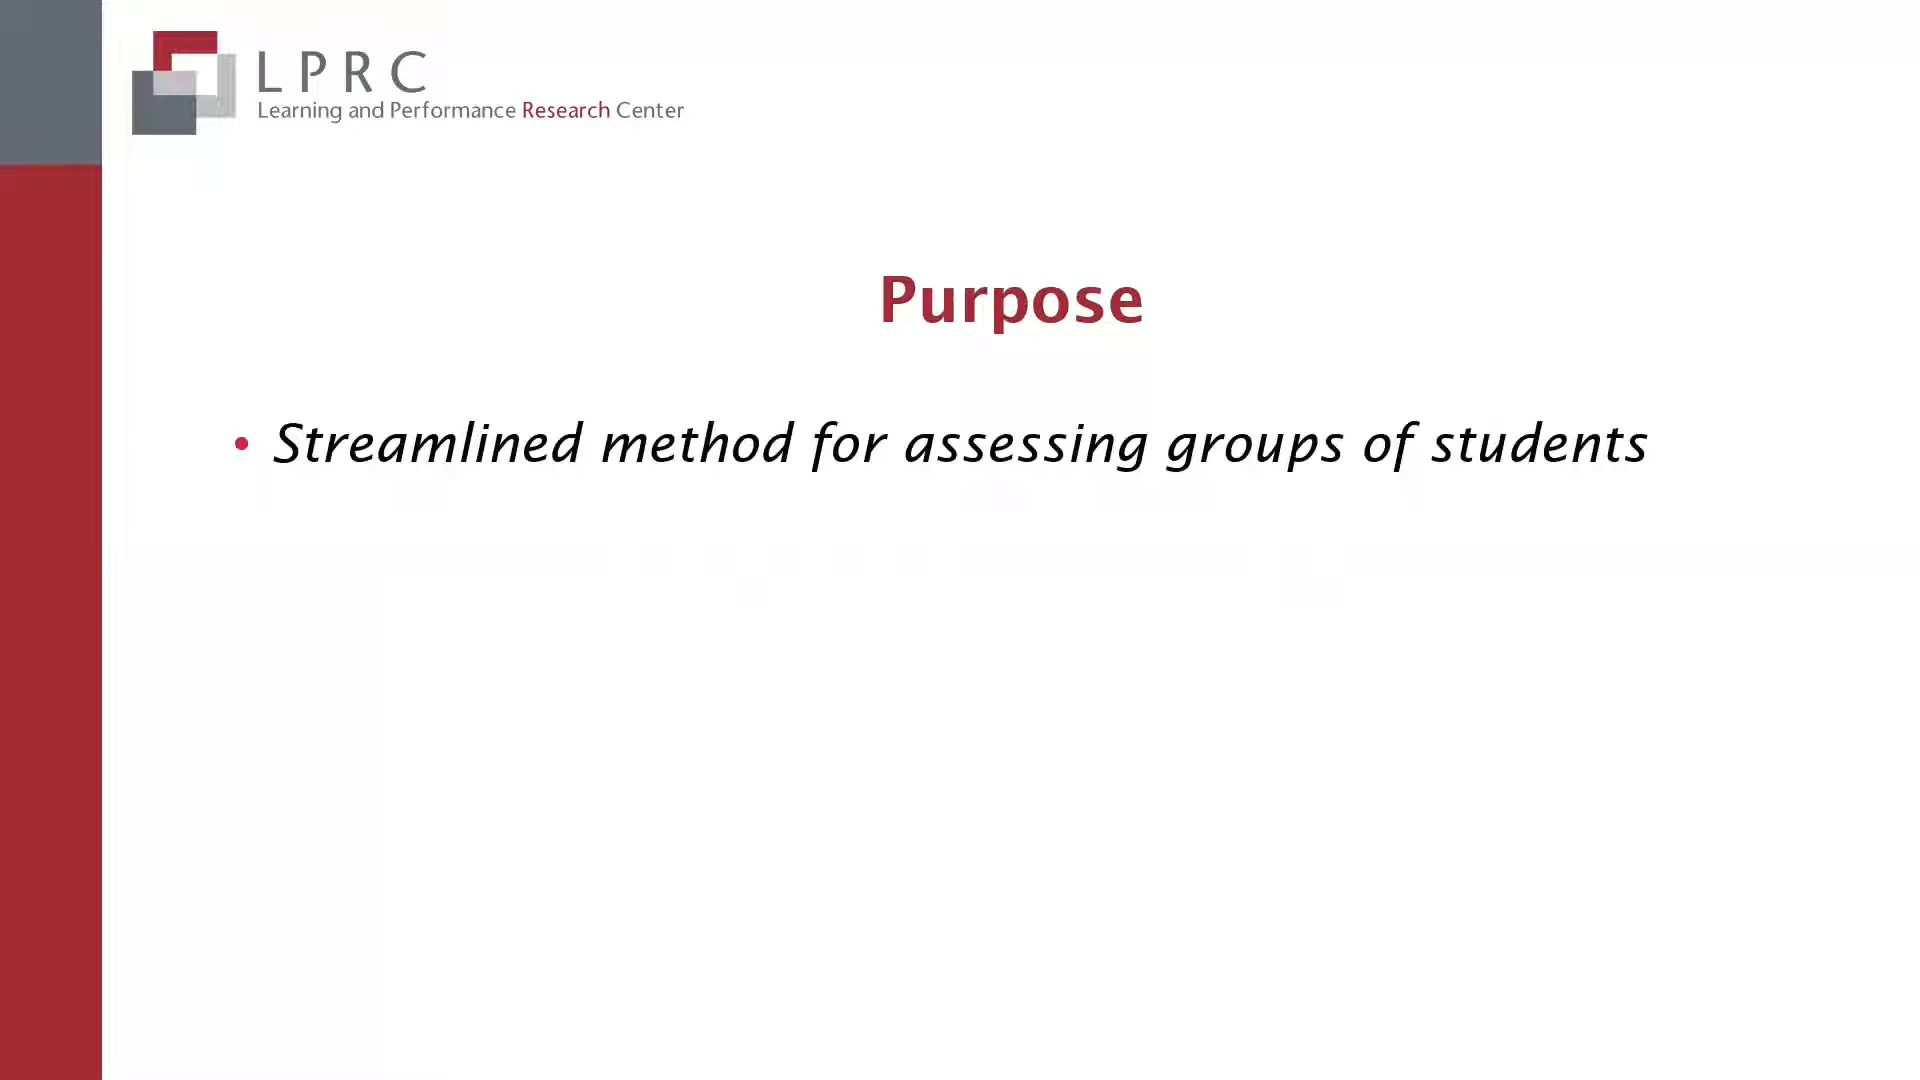 LPRC
Learning and Performance Research Center
Purpose
• Streamlined method for assessing groups of students